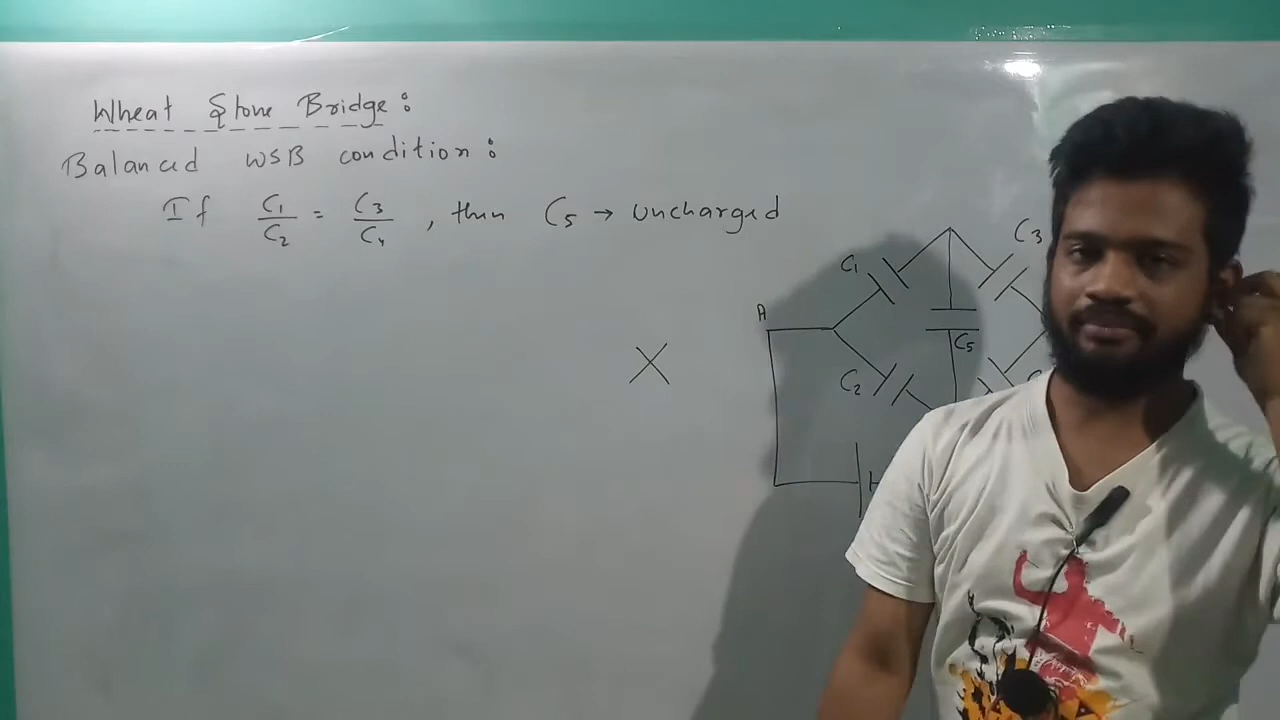 Wheat Stone Bridge :
Balanced WSB condition :
If C₁/C₂ = C₃/C₄ , then C₅ → uncharged
C₃
C₁
A
C₅
C₂